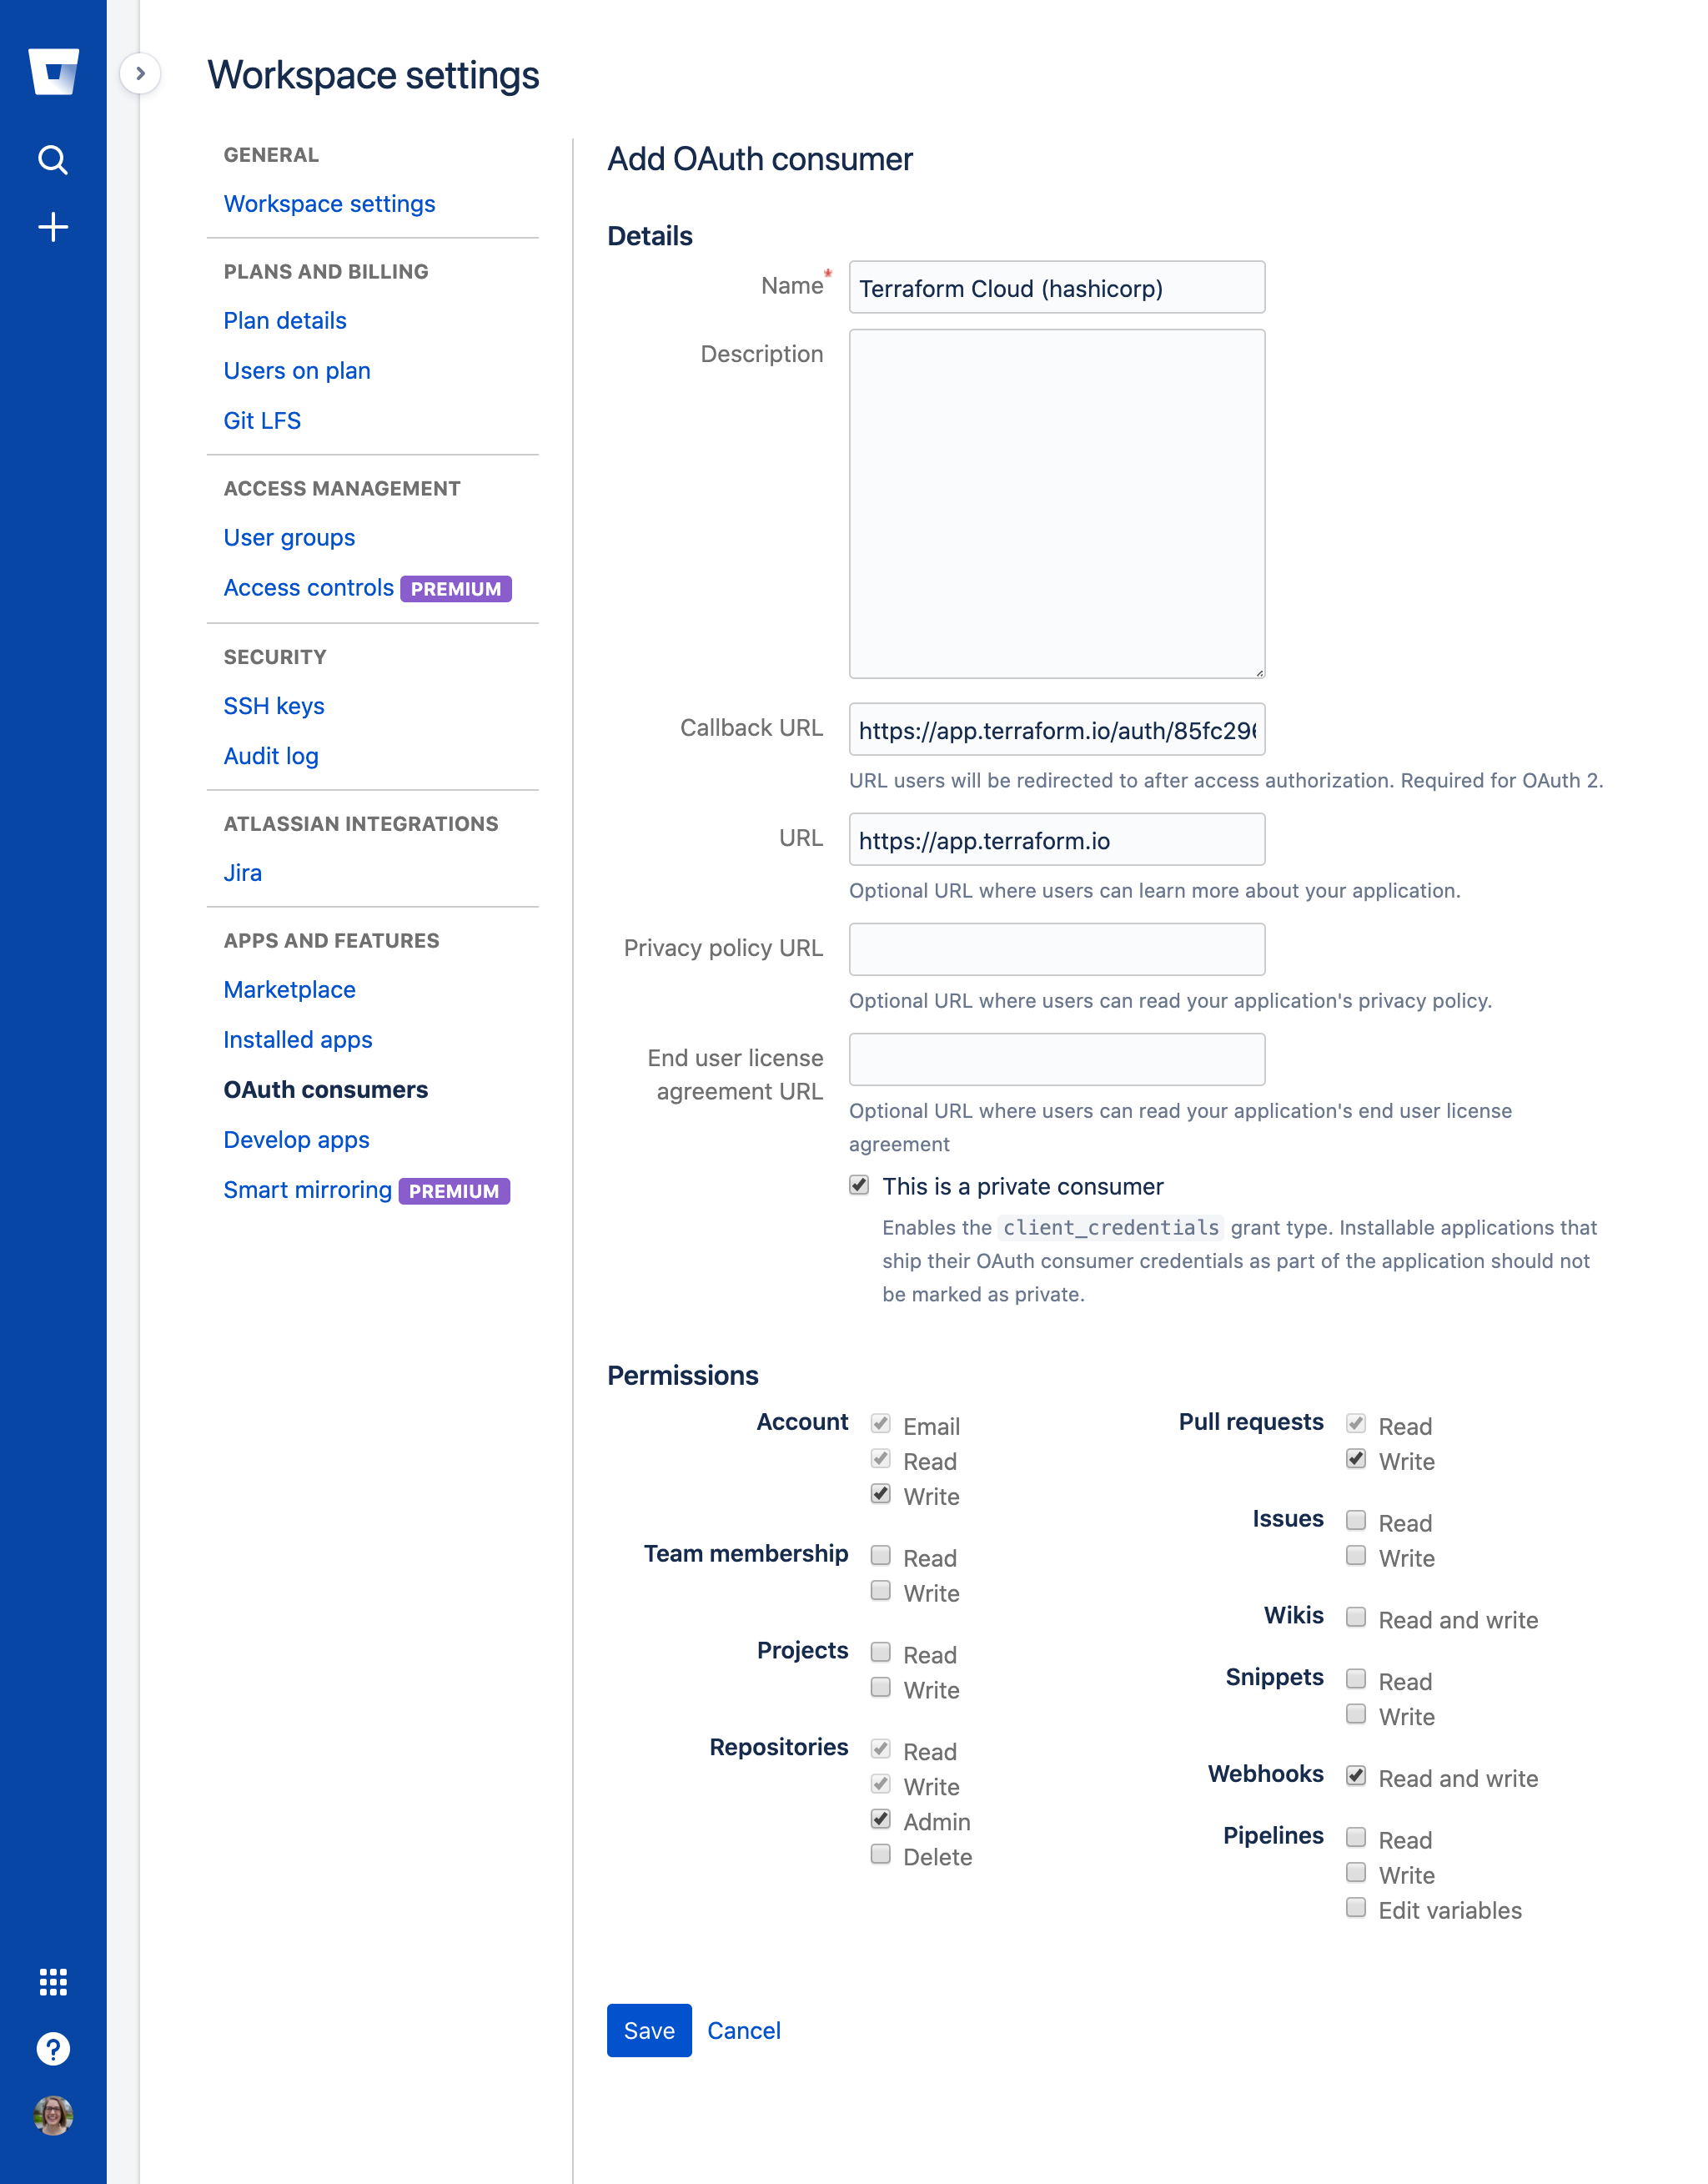 Workspace settings
GENERAL
Workspace settings
PLANS AND BILLING
Plan details
Users on plan
Git LFS
ACCESS MANAGEMENT
User groups
Access controls PREMIUM
SECURITY
SSH keys
Audit log
ATLASSIAN INTEGRATIONS
Jira
APPS AND FEATURES
Marketplace
Installed apps
OAuth consumers
Develop apps
Smart mirroring PREMIUM
Add OAuth consumer
Details
Name* Terraform Cloud (hashicorp)
Description
Callback URL https://app.terraform.io/auth/85fc296
URL users will be redirected to after access authorization. Required for OAuth 2.
URL https://app.terraform.io
Optional URL where users can learn more about your application.
Privacy policy URL
Optional URL where users can read your application's privacy policy.
End user license
agreement URL
Optional URL where users can read your application's end user license
agreement
This is a private consumer
Enables the client_credentials grant type. Installable applications that
ship their OAuth consumer credentials as part of the application should not
be marked as private.
Permissions
Account Email
Read
Write
Team membership Read
Write
Projects Read
Write
Repositories Read
Write
Admin
Delete
Pull requests Read
Write
Issues Read
Write
Wikis Read and write
Snippets Read
Write
Webhooks Read and write
Pipelines Read
Write
Edit variables
Save Cancel